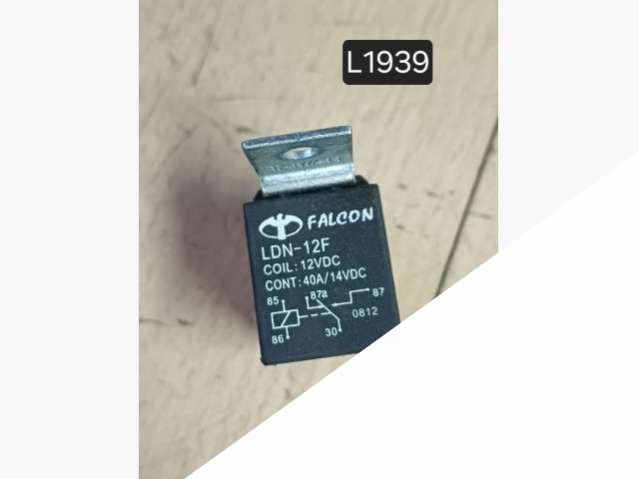 L1939
FALCON
LDN-12F
COIL: 12VDC
CONT: 40A/14VDC
85 87a 87
0812
86 30